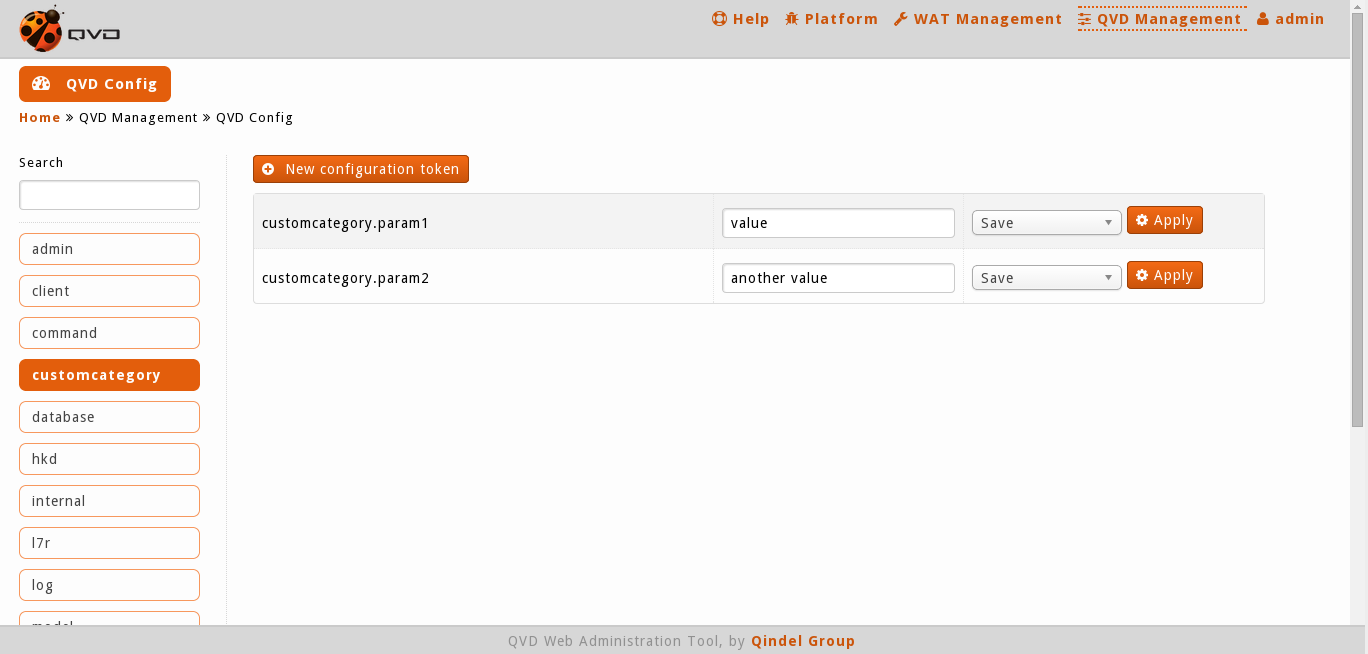 QVD
Help Platform WAT Management QVD Management admin
QVD Config
Home » QVD Management » QVD Config
Search
New configuration token
customcategory.param1 value Save Apply
customcategory.param2 another value Save Apply
admin
client
command
customcategory
database
hkd
internal
l7r
log
model
QVD Web Administration Tool, by Qindel Group